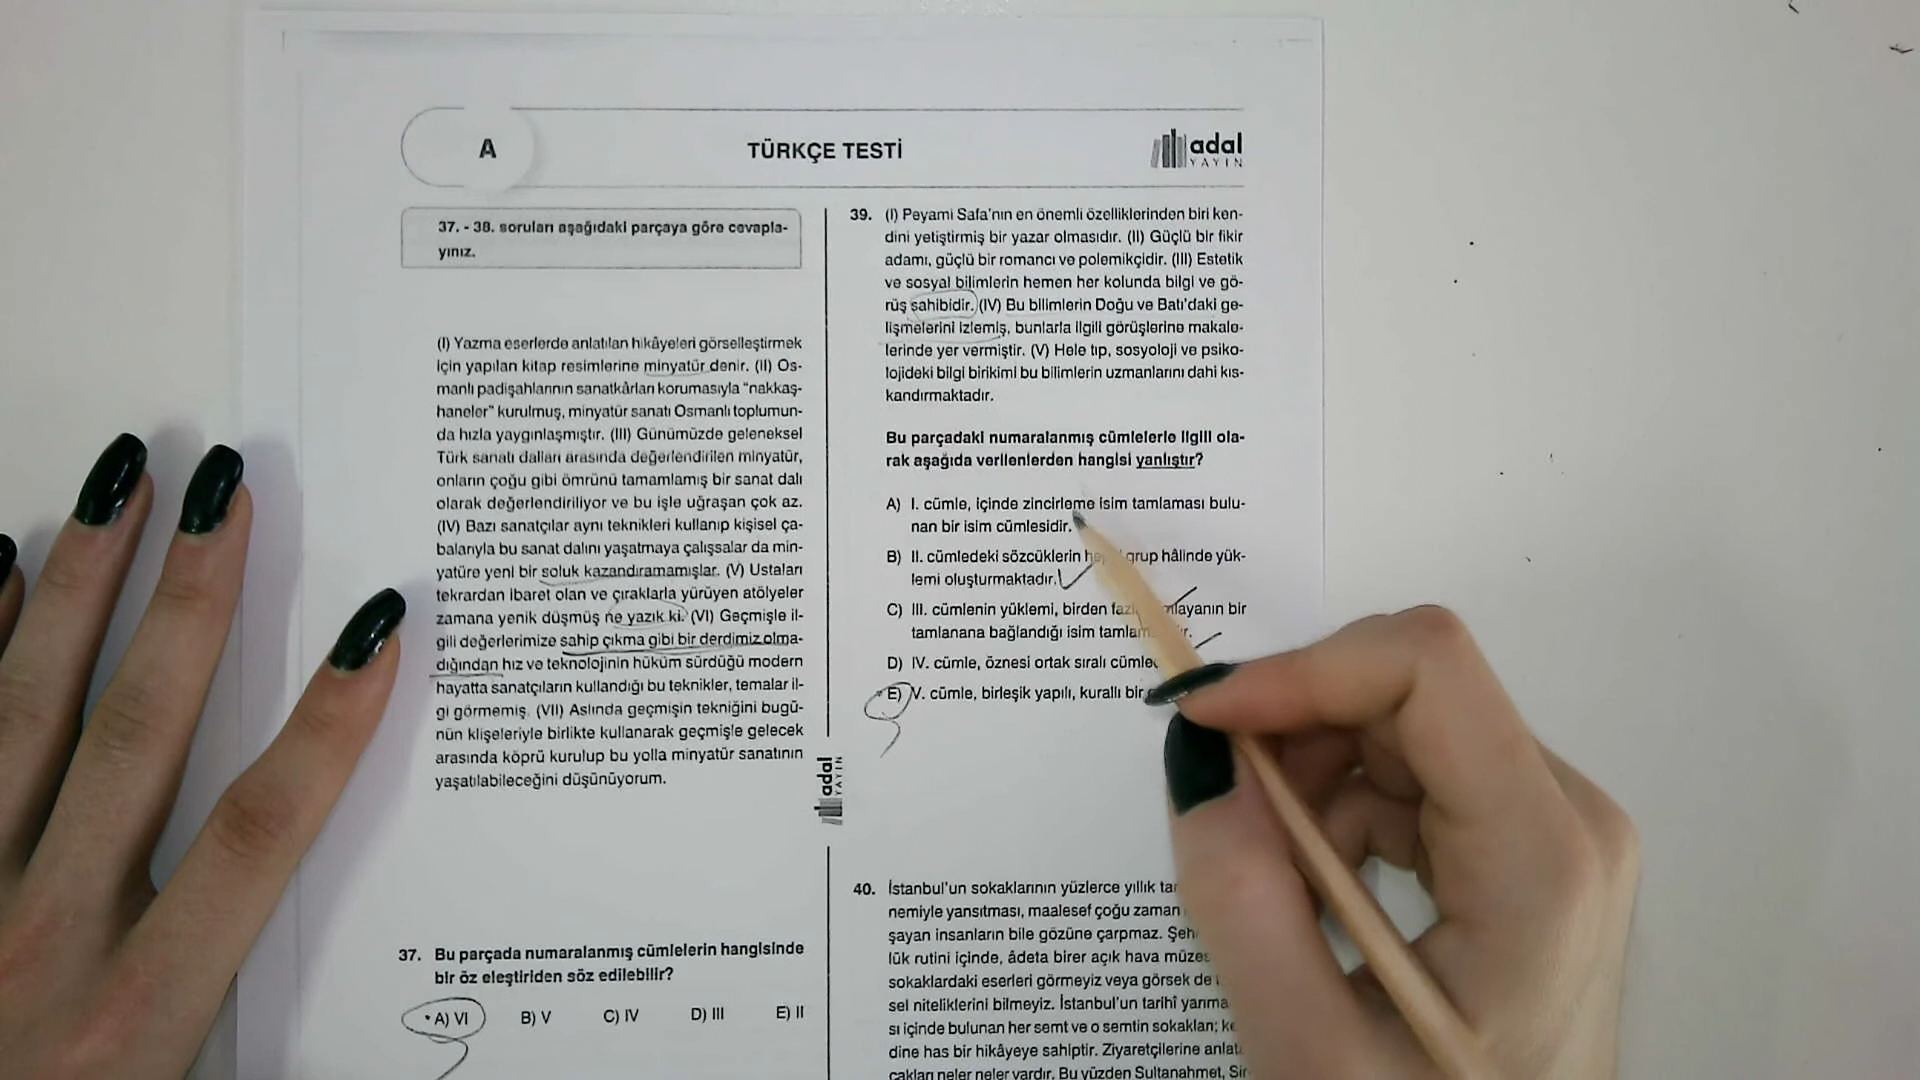 A
TÜRKÇE TESTİ
adal
YAYIN
37. - 38. soruları aşağıdaki parçaya göre cevapla-
yınız.
(I) Yazma eserlerde anlatılan hikâyeleri görselleştirmek
için yapılan kitap resimlerine minyatür denir. (II) Os-
manlı padişahlarının sanatkârları korumasıyla “nakkaş-
haneler” kurulmuş, minyatür sanatı Osmanlı toplumun-
da hızla yaygınlaşmıştır. (III) Günümüzde geleneksel
Türk sanatı dalları arasında değerlendirilen minyatür,
onların çoğu gibi ömrünü tamamlamış bir sanat dalı
olarak değerlendiriliyor ve bu işle uğraşan çok az.
(IV) Bazı sanatçılar aynı teknikleri kullanıp kişisel ça-
balarıyla bu sanat dalını yaşatmaya çalışsalar da min-
yatüre yeni bir soluk kazandıramamışlar. (V) Ustaları
tekrardan ibaret olan ve çıraklarla yürüyen atölyeler
zamana yenik düşmüş ne yazık ki. (VI) Geçmişle il-
gili değerlerimize sahip çıkma gibi bir derdimiz olma-
dığından hız ve teknolojinin hüküm sürdüğü modern
hayatta sanatçıların kullandığı bu teknikler, temalar il-
gi görmemiş. (VII) Aslında geçmişin tekniğini bugü-
nün klişeleriyle birlikte kullanarak geçmişle gelecek
arasında köprü kurulup bu yolla minyatür sanatının
yaşatılabileceğini düşünüyorum.
37. Bu parçada numaralanmış cümlelerin hangisinde
bir öz eleştiriden söz edilebilir?
A) VI B) V C) IV D) III E) II
adal
YAYIN
39. (I) Peyami Safa’nın en önemli özelliklerinden biri ken-
dini yetiştirmiş bir yazar olmasıdır. (II) Güçlü bir fikir
adamı, güçlü bir romancı ve polemikçidir. (III) Estetik
ve sosyal bilimlerin hemen her kolunda bilgi ve gö-
rüş sahibidir. (IV) Bu bilimlerin Doğu ve Batı’daki ge-
lişmelerini izlemiş, bunlarla ilgili görüşlerine makale-
lerinde yer vermiştir. (V) Hele tıp, sosyoloji ve psiko-
lojideki bilgi birikimi bu bilimlerin uzmanlarını dahi kıs-
kandırmaktadır.
Bu parçadaki numaralanmış cümlelerle ilgili ola-
rak aşağıda verilenlerden hangisi yanlıştır?
A) I. cümle, içinde zincirleme isim tamlaması bulu-
nan bir isim cümlesidir.
B) II. cümledeki sözcüklerin grup hâlinde yük-
lemi oluşturmaktadır.
C) III. cümlenin yüklemi, birden bir
tamlanana bağlandığı isim
D) IV. cümle, öznesi ortak sıralı
E) V. cümle, birleşik yapılı, kurallı bir
40. İstanbul’un sokaklarının yüzlerce yıllık
nemiyle yansıtması, maalesef çoğu zaman
şayan insanların bile gözüne çarpmaz.
lük rutini içinde, âdeta birer açık hava
sokaklardaki eserleri görmeyiz veya görsek de
sel niteliklerini bilmeyiz. İstanbul’un tarihî
sı içinde bulunan her semt ve o semtin sokakları;
dine has bir hikâyeye sahiptir. Ziyaretçilerine
cakları neler neler vardır. Bu yüzden Sultanahmet,